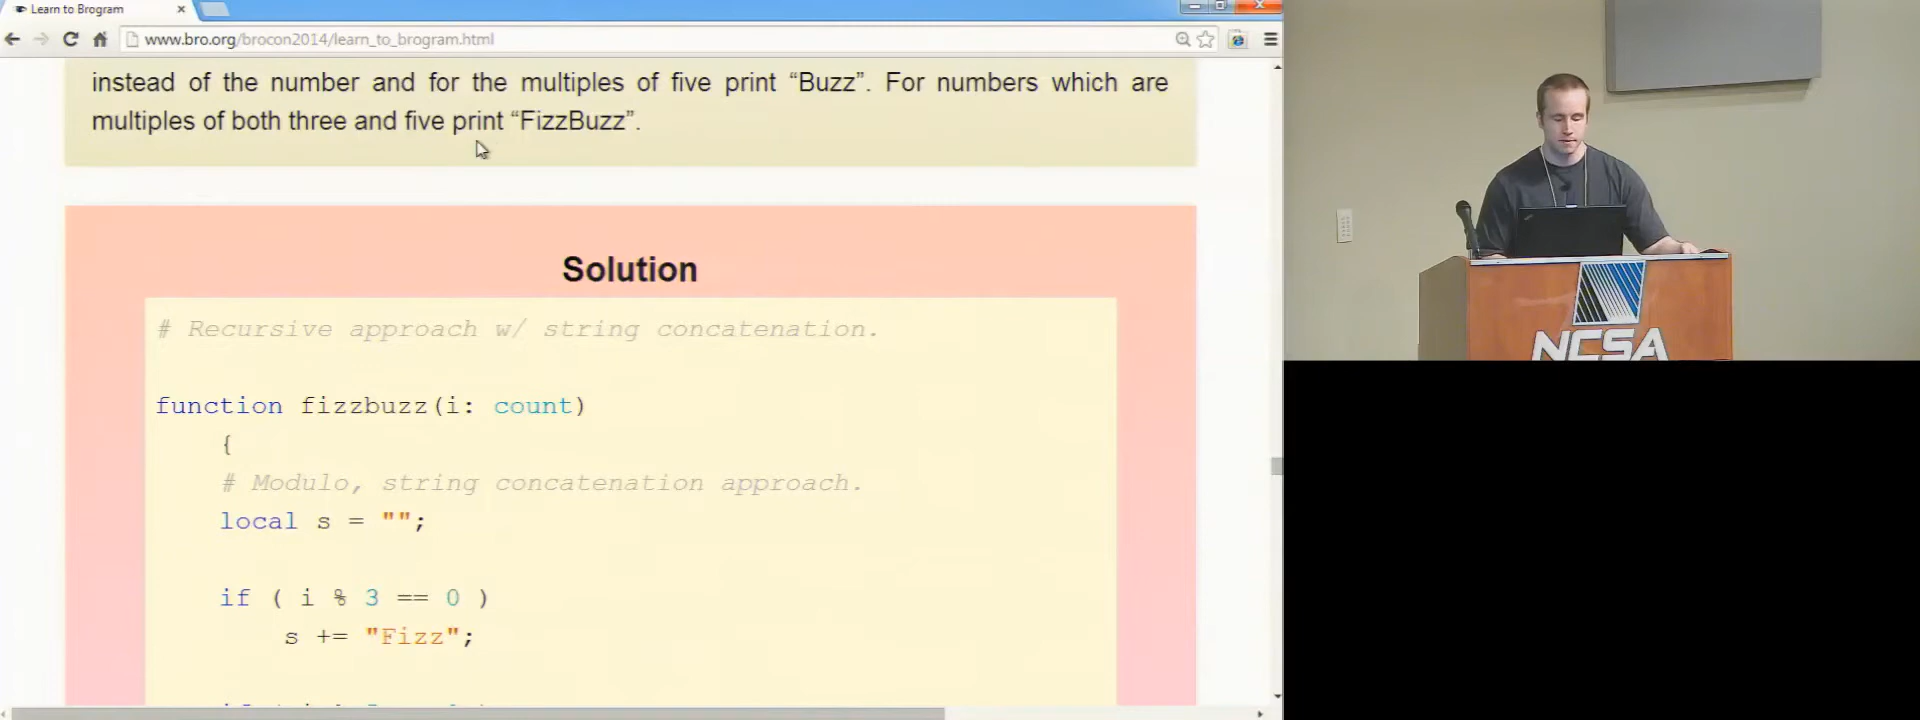 Learn to Brogram
www.bro.org/brocon2014/learn_to_brogram.html
instead of the number and for the multiples of five print “Buzz”. For numbers which are
multiples of both three and five print “FizzBuzz”.
Solution
# Recursive approach w/ string concatenation.
function fizzbuzz(i: count)
{
# Modulo, string concatenation approach.
local s = "";
if ( i % 3 == 0 )
s += "Fizz";
NCSA